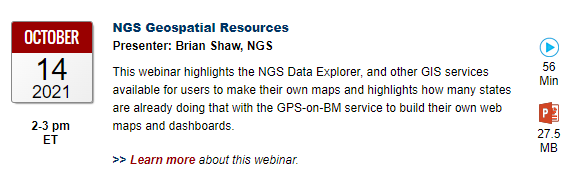 OCTOBER
14
2021
2-3 pm
ET
NGS Geospatial Resources
Presenter: Brian Shaw, NGS
This webinar highlights the NGS Data Explorer, and other GIS services
available for users to make their own maps and highlights how many states
are already doing that with the GPS-on-BM service to build their own web
maps and dashboards.
>> Learn more about this webinar.
56
Min
P
27.5
MB